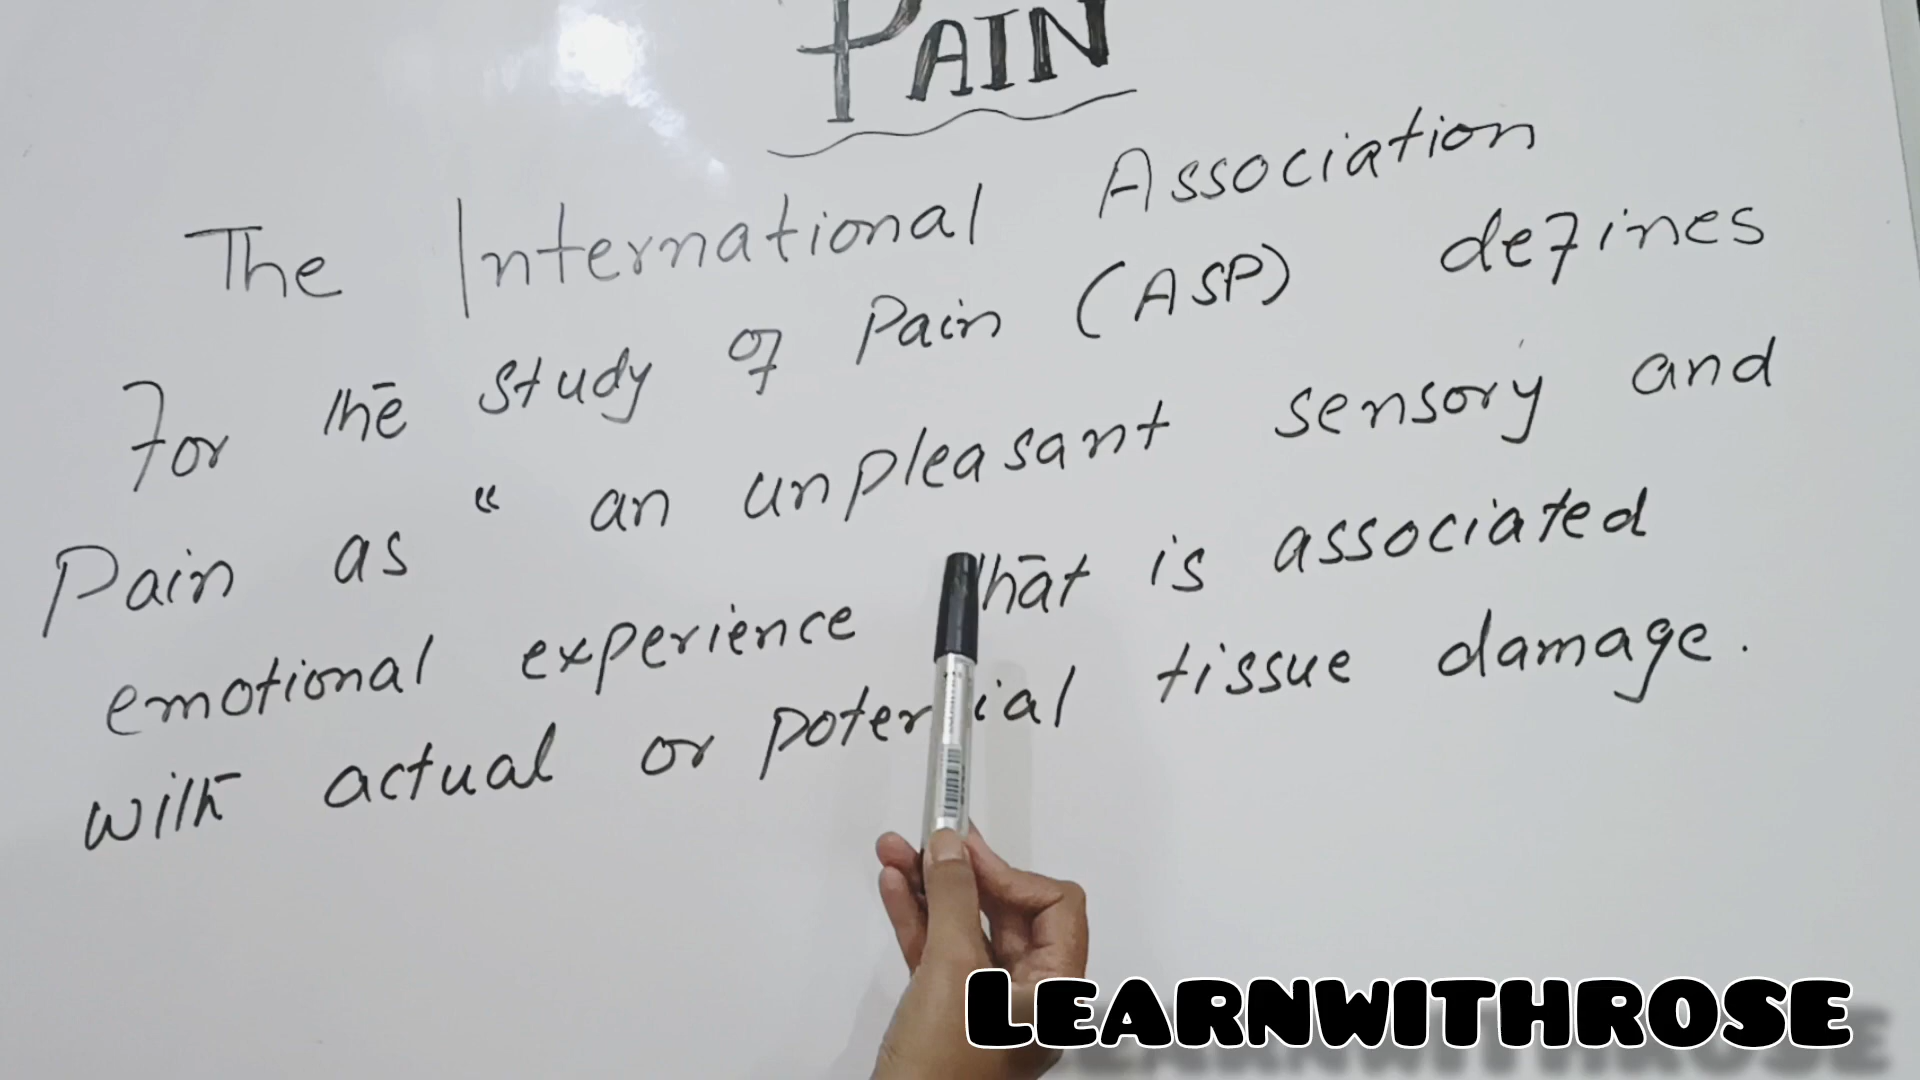 PAIN
The International Association
For the study of Pain (ASP) defines
Pain as “ an unpleasant sensory and
emotional experience that is associated
with actual or potential tissue damage.
LEARNWITHROSE